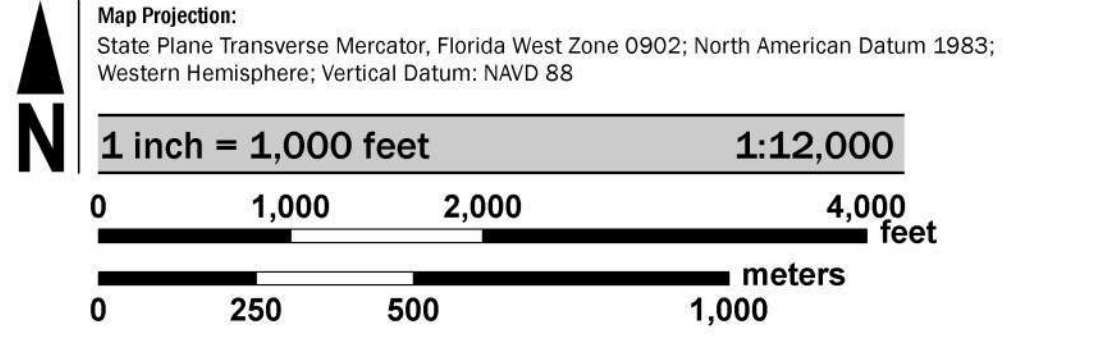 N
Map Projection:
State Plane Transverse Mercator, Florida West Zone 0902; North American Datum 1983;
Western Hemisphere; Vertical Datum: NAVD 88
1 inch = 1,000 feet 1:12,000
0 1,000 2,000 4,000
feet
meters
0 250 500 1,000